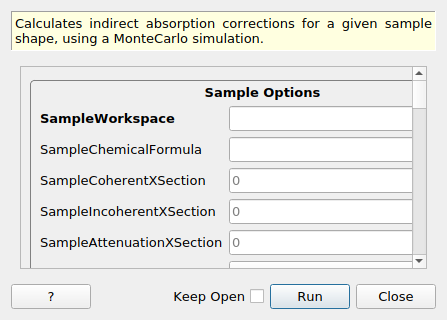 Calculates indirect absorption corrections for a given sample
shape, using a MonteCarlo simulation.
Sample Options
SampleWorkspace
SampleChemicalFormula
SampleCoherentXSection 0
SampleIncoherentXSection 0
SampleAttenuationXSection 0
? Keep Open Run Close